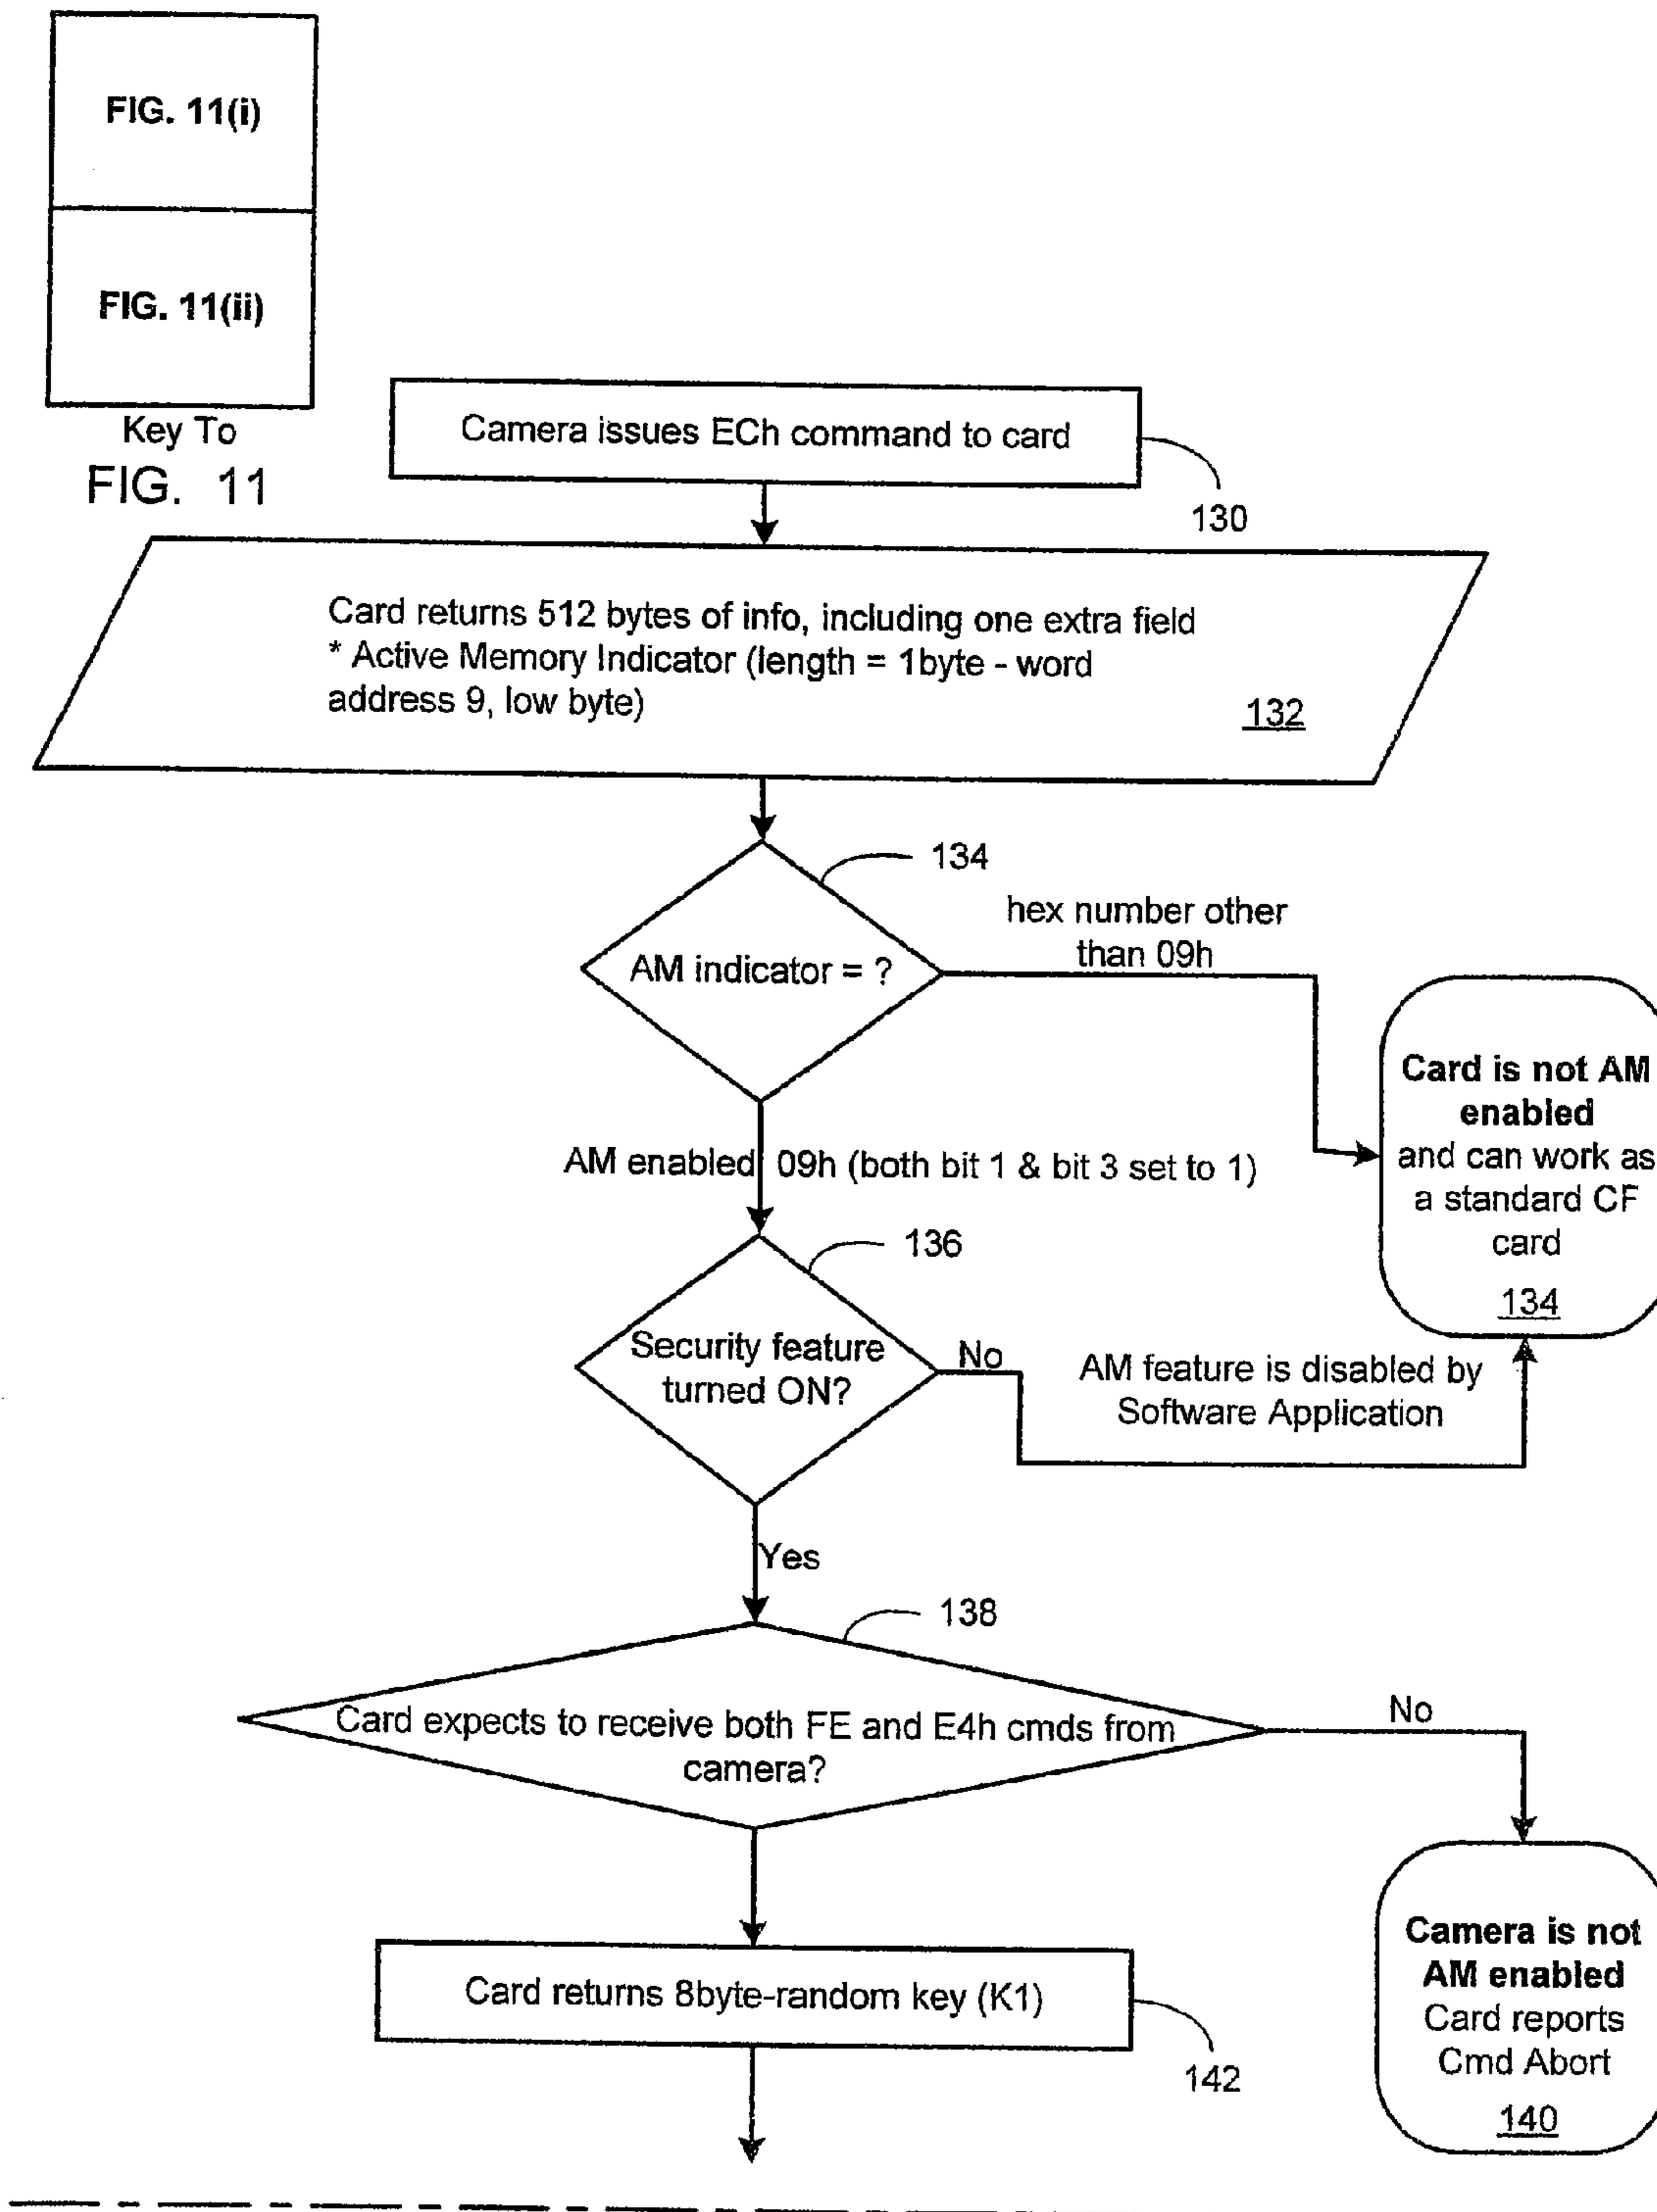 FIG. 11(i)
FIG. 11(ii)
Key To
FIG. 11
Camera issues ECh command to card
130
Card returns 512 bytes of info, including one extra field
* Active Memory Indicator (length = 1byte - word
address 9, low byte)
132
134
hex number other
than 09h
AM indicator = ?
Card is not AM
enabled
and can work as
a standard CF
card
134
AM enabled 09h (both bit 1 & bit 3 set to 1)
136
Security feature
turned ON?
No
AM feature is disabled by
Software Application
Yes
138
Card expects to receive both FE and E4h cmds from
camera?
No
Camera is not
AM enabled
Card reports
Cmd Abort
140
Card returns 8byte-random key (K1)
142